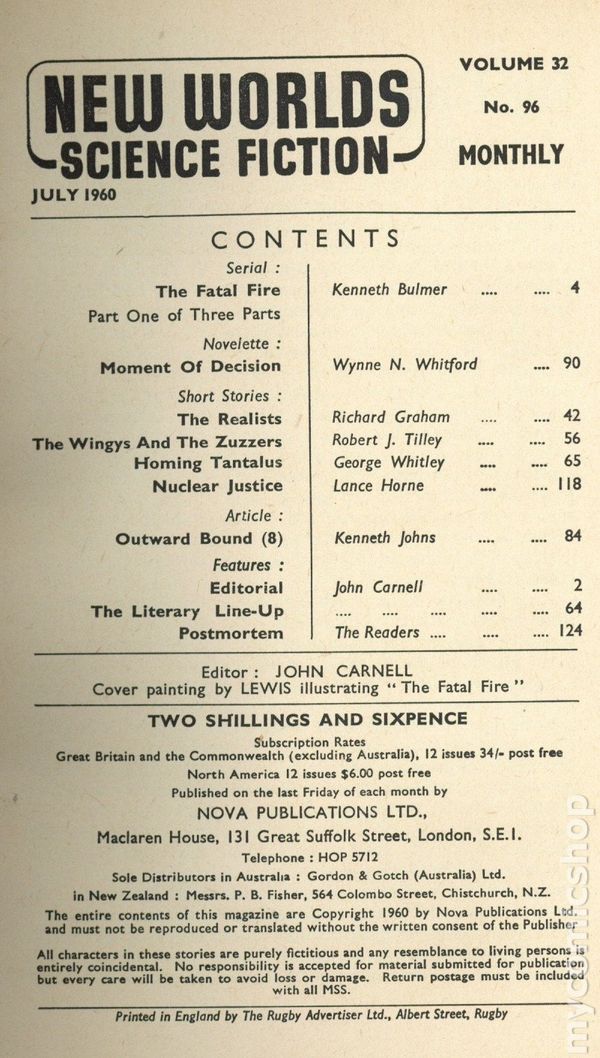 NEW WORLDS
SCIENCE FICTION
VOLUME 32
No. 96
MONTHLY
JULY 1960
CONTENTS
Serial :
The Fatal Fire Kenneth Bulmer .... .... 4
Part One of Three Parts
Novelette :
Moment Of Decision Wynne N. Whitford .... 90
Short Stories :
The Realists Richard Graham .... .... 42
The Wingys And The Zuzzers Robert J. Tilley .... .... 56
Homing Tantalus George Whitley .... .... 65
Nuclear Justice Lance Horne .... .... 118
Article :
Outward Bound (8) Kenneth Johns .... .... 84
Features :
Editorial John Carnell .... .... 2
The Literary Line-Up .... .... .... .... 64
Postmortem The Readers .... .... .... 124
Editor : JOHN CARNELL
Cover painting by LEWIS illustrating “ The Fatal Fire ”
TWO SHILLINGS AND SIXPENCE
Subscription Rates
Great Britain and the Commonwealth (excluding Australia), 12 issues 34/- post free
North America 12 issues $6.00 post free
Published on the last Friday of each month by
NOVA PUBLICATIONS LTD.,
Maclaren House, 131 Great Suffolk Street, London, S.E.1.
Telephone : HOP 5712
Sole Distributors in Australia : Gordon & Gotch (Australia) Ltd.
in New Zealand : Messrs. P. B. Fisher, 564 Colombo Street, Chistchurch, N.Z.
The entire contents of this magazine are Copyright 1960 by Nova Publications Ltd.
and must not be reproduced or translated without the written consent of the Publisher
All characters in these stories are purely fictitious and any resemblance to living persons is
entirely coincidental. No responsibility is accepted for material submitted for publication
but every care will be taken to avoid loss or damage. Return postage must be included
with all MSS.
Printed in England by The Rugby Advertiser Ltd., Albert Street, Rugby
mycomicshop